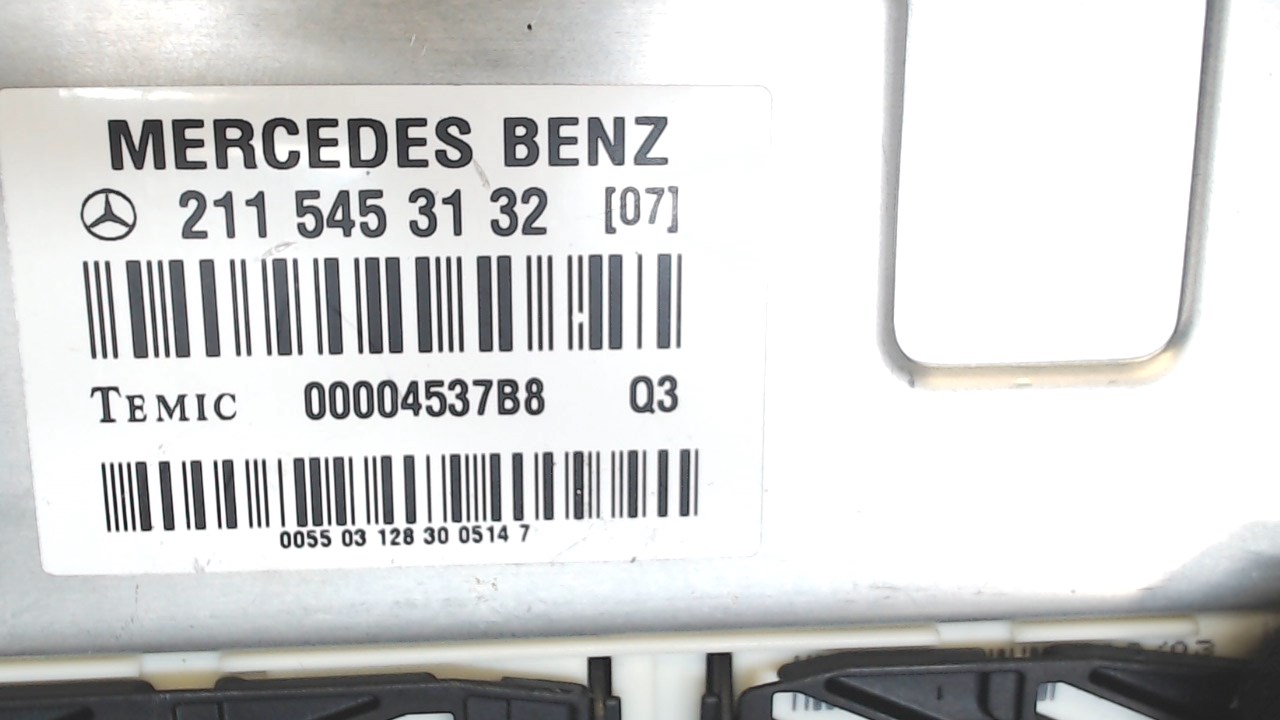 MERCEDES BENZ
211 545 31 32 [07]
TEMIC 00004537B8 Q3
0055 03 128 30 0514 7